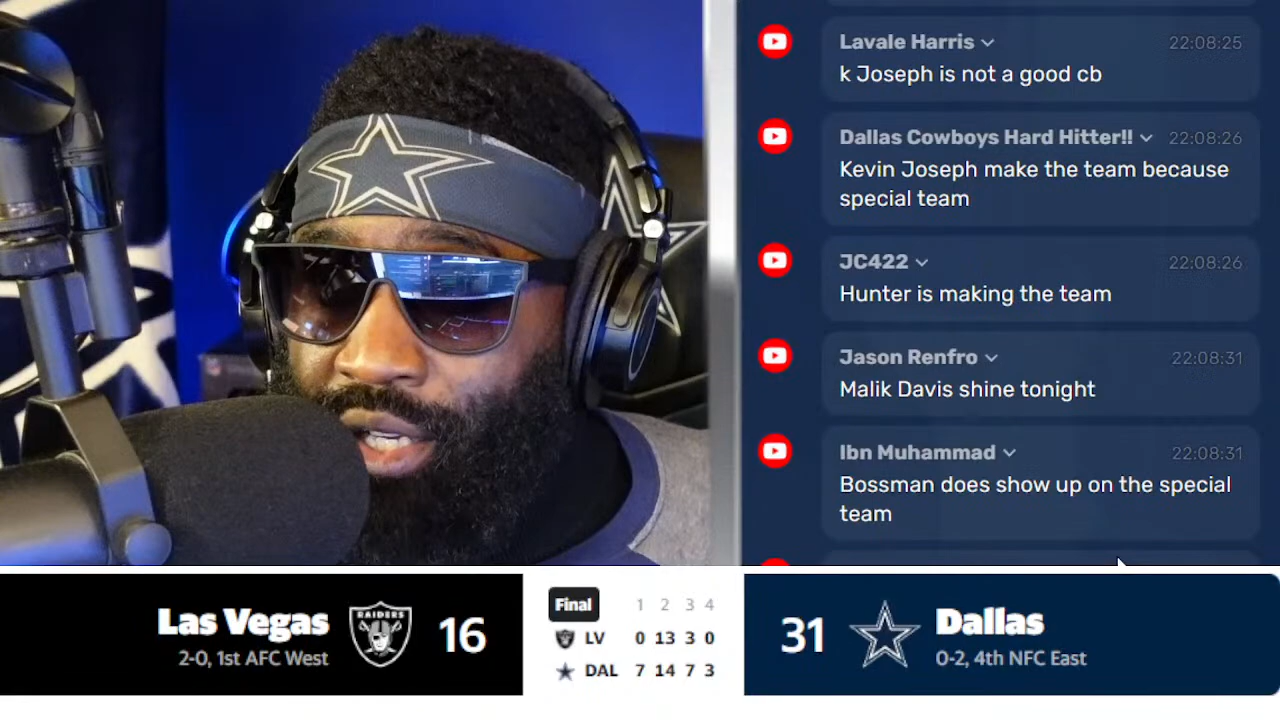 Lavale Harris 22:08:25
k Joseph is not a good cb
Dallas Cowboys Hard Hitter!! 22:08:26
Kevin Joseph make the team because
special team
JC422 22:08:26
Hunter is making the team
Jason Renfro 22:08:31
Malik Davis shine tonight
Ibn Muhammad 22:08:31
Bossman does show up on the special
team
Las Vegas
2-0, 1st AFC West
RAIDERS
16
Final 1 2 3 4
LV 0 13 3 0
DAL 7 14 7 3
31
Dallas
0-2, 4th NFC East